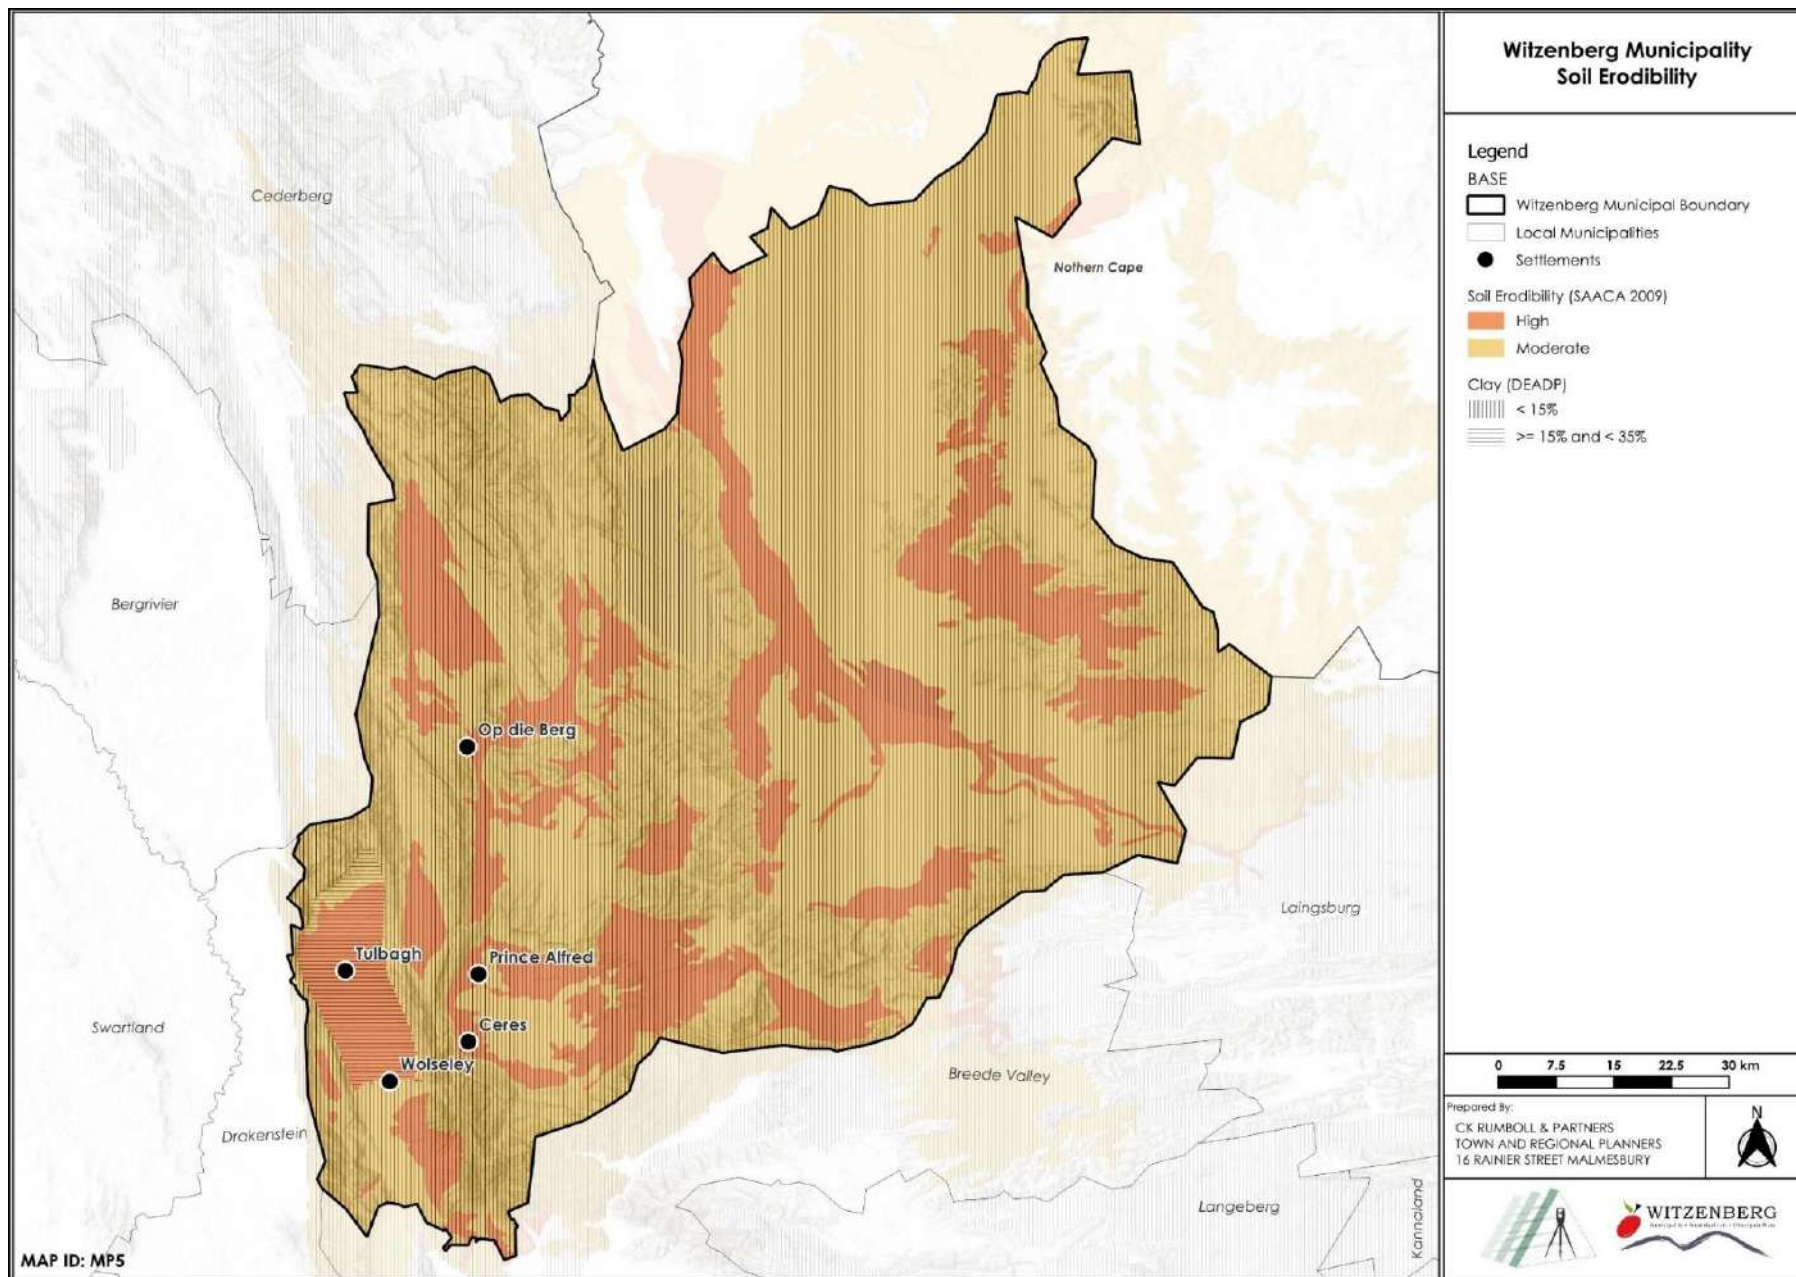 Witzenberg Municipality
Soil Erodibility
Legend
BASE
Witzenberg Municipal Boundary
Local Municipalities
Settlements
Soil Erodibility (SAACA 2009)
High
Moderate
Clay (DEADP)
< 15%
>= 15% and < 35%
Cederberg
Nothern Cape
Bergrivier
Op die Berg
Laingsburg
Tulbagh
Prince Alfred
Swartland
Ceres
Wolseley
Breede Valley
Drakenstein
Langeberg
Kannaland
MAP ID: MP5
0 7.5 15 22.5 30 km
Prepared By:
CK RUMBOLL & PARTNERS
TOWN AND REGIONAL PLANNERS
16 RAINIER STREET MALMESBURY
N
WITZENBERG